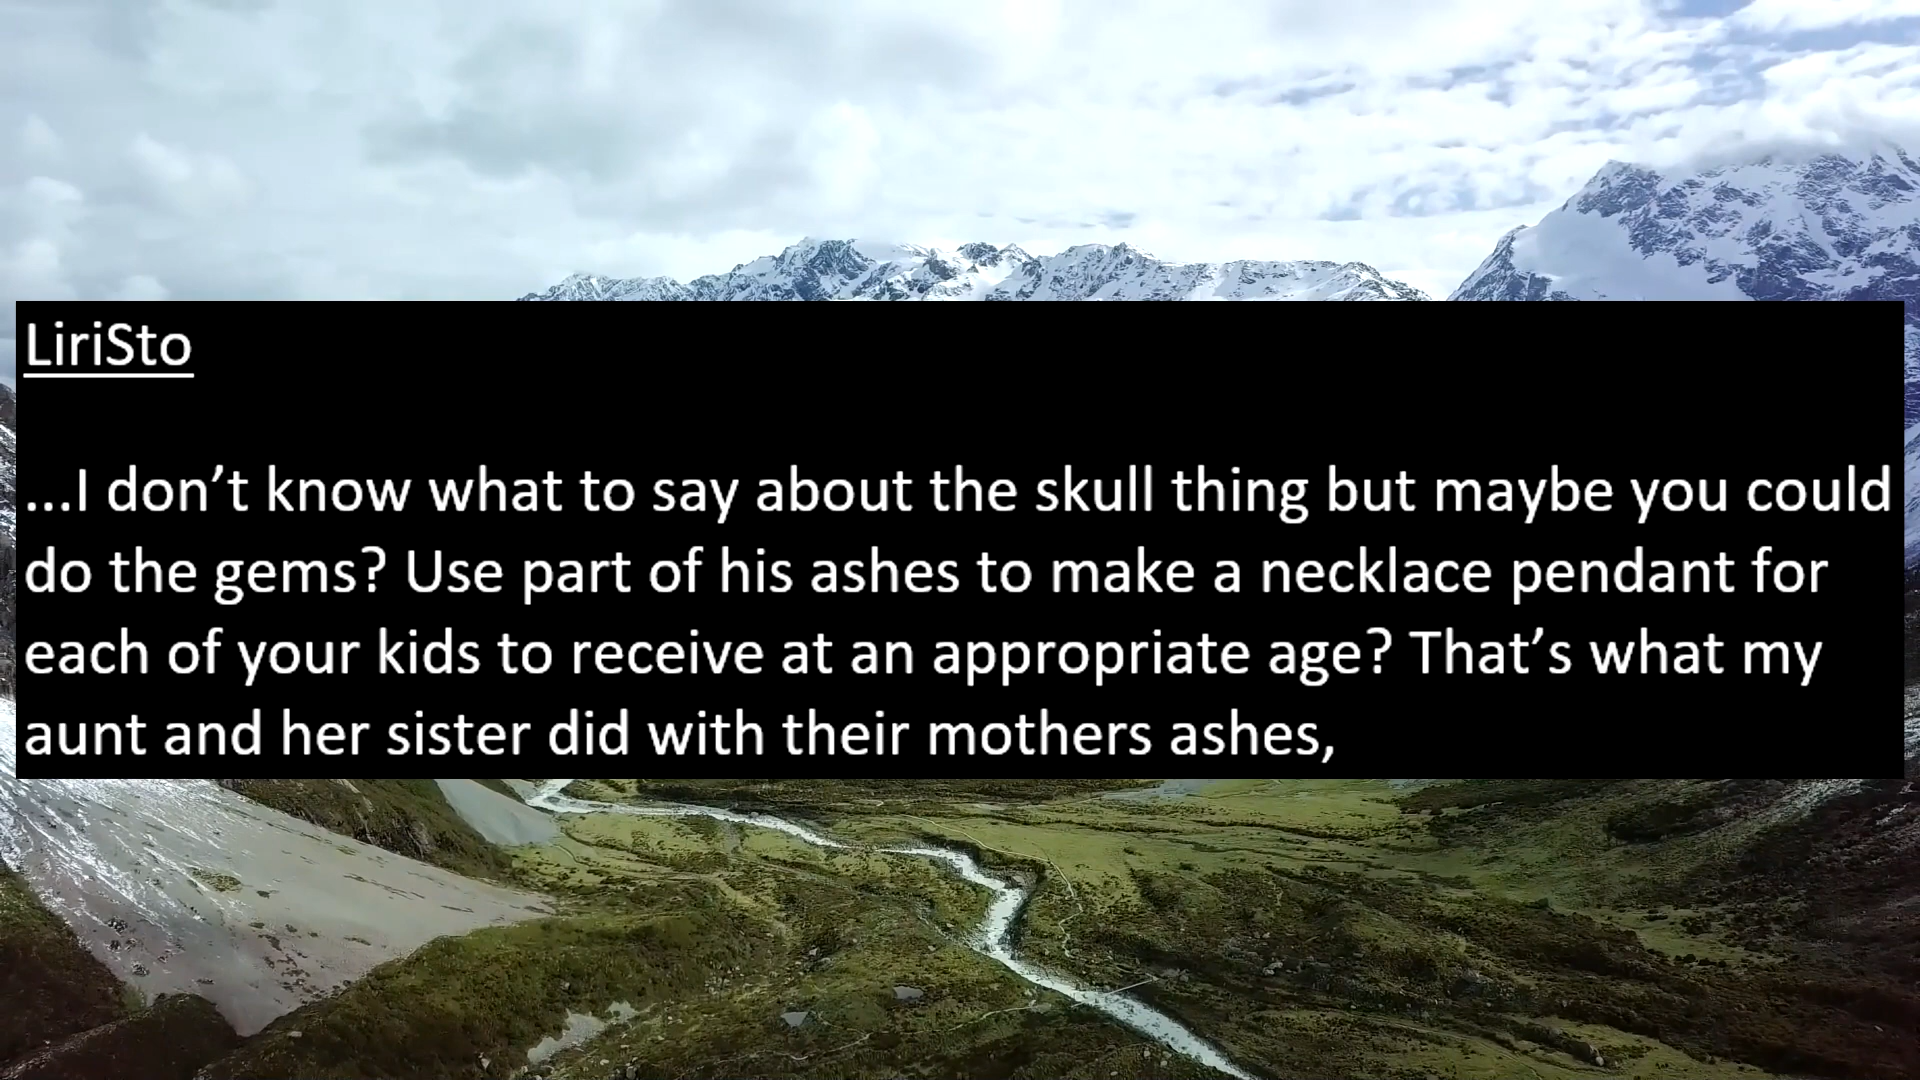 LiriSto
...I don’t know what to say about the skull thing but maybe you could
do the gems? Use part of his ashes to make a necklace pendant for
each of your kids to receive at an appropriate age? That’s what my
aunt and her sister did with their mothers ashes,